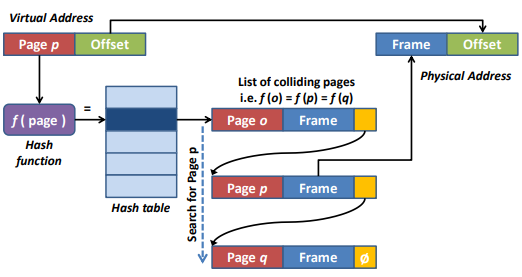 Virtual Address
Page p Offset
Frame Offset
Physical Address
List of colliding pages
i.e. f (o) = f (p) = f (q)
f ( page )
=
Hash
function
Hash table
Search for Page p
Page o Frame
Page p Frame
Page q Frame Ø